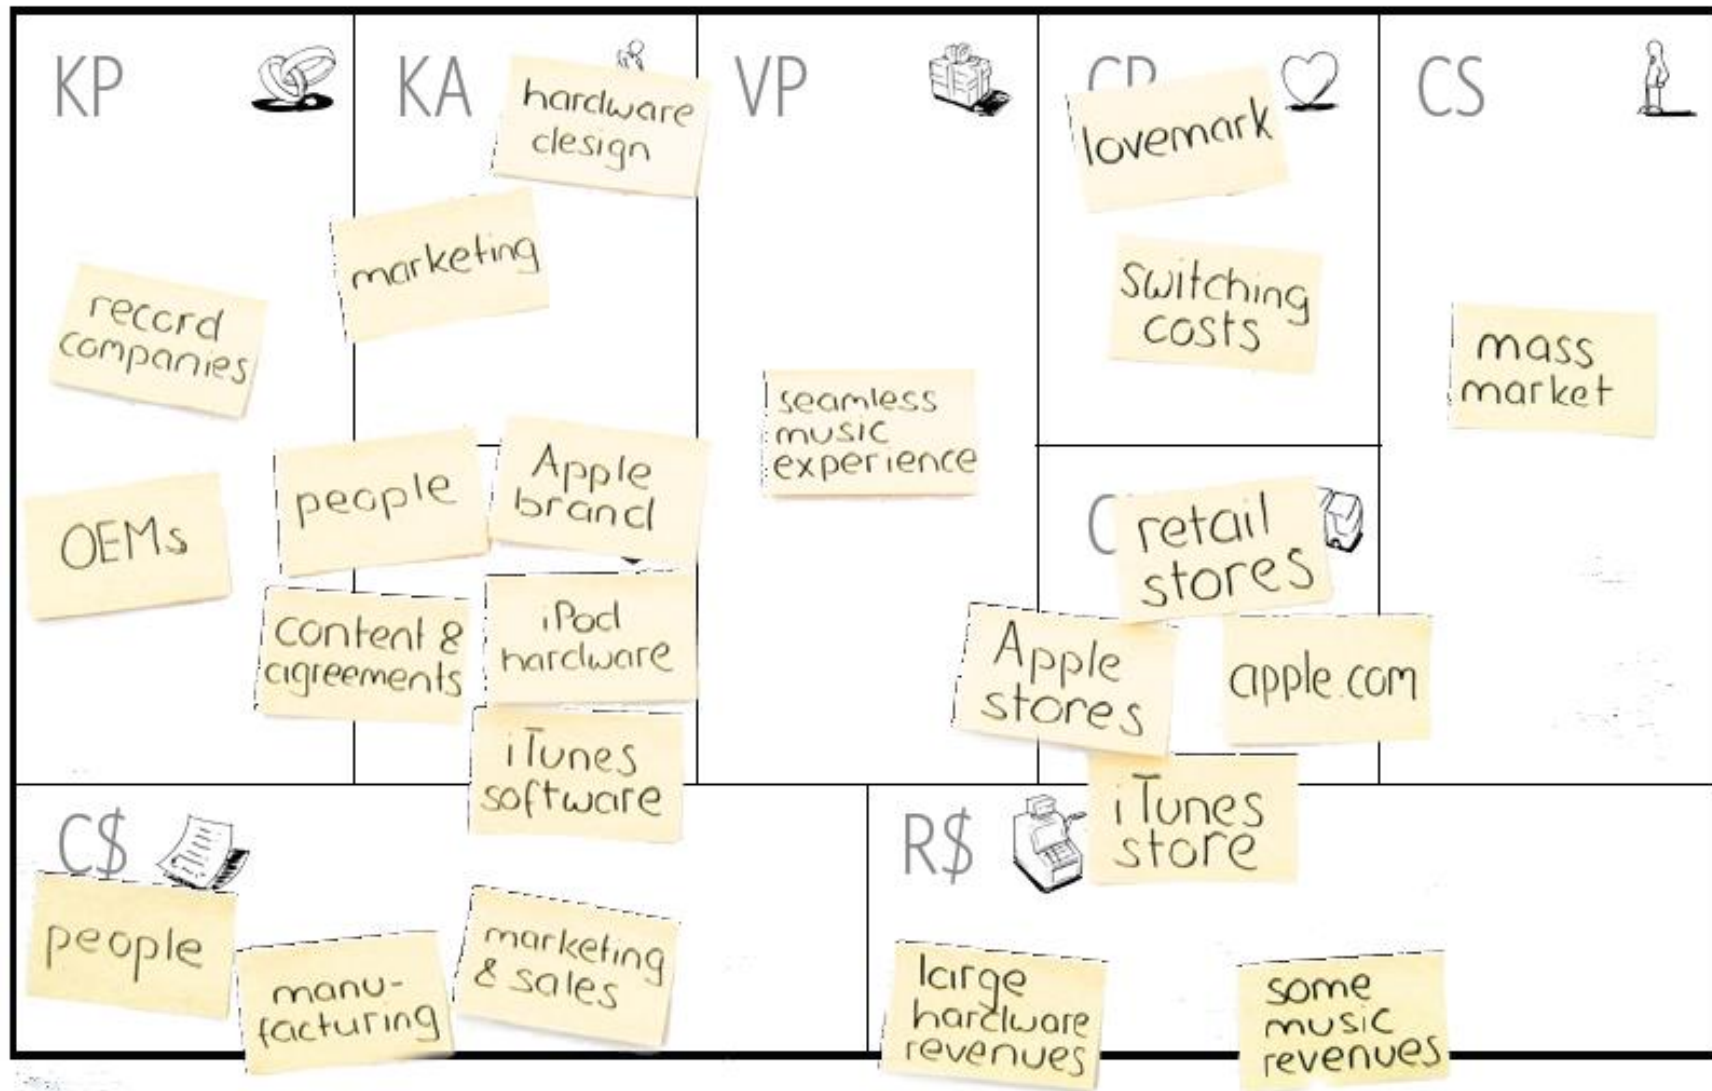 KP
KA
hardware
design
marketing
record
companies
OEMs
people
Apple
brand
content &
agreements
iPod
hardware
iTunes
software
VP
seamless
music
experience
CR
lovemark
switching
costs
C
retail
stores
Apple
stores
apple.com
iTunes
store
CS
mass
market
C$
people
manu-
facturing
marketing
& sales
R$
large
hardware
revenues
some
music
revenues